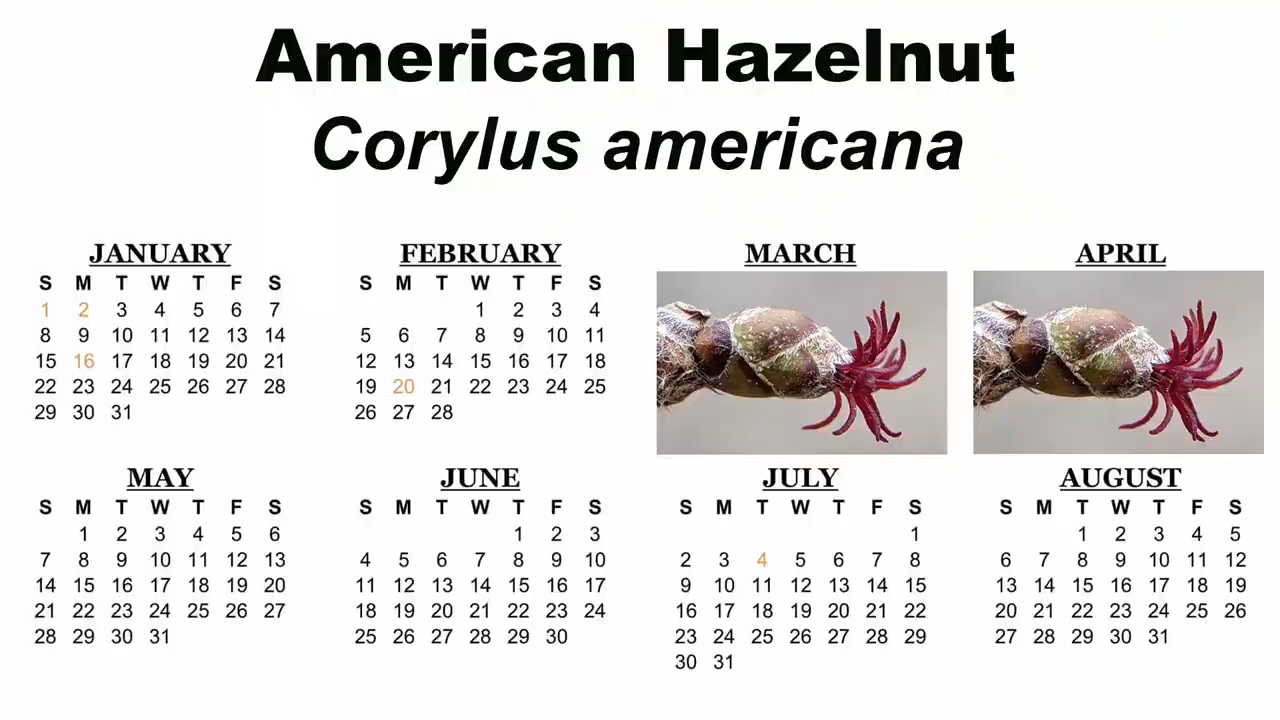 American Hazelnut
Corylus americana
JANUARY
S M T W T F S
1 2 3 4 5 6 7
8 9 10 11 12 13 14
15 16 17 18 19 20 21
22 23 24 25 26 27 28
29 30 31
FEBRUARY
S M T W T F S
1 2 3 4
5 6 7 8 9 10 11
12 13 14 15 16 17 18
19 20 21 22 23 24 25
26 27 28
MARCH
APRIL
MAY
S M T W T F S
1 2 3 4 5 6
7 8 9 10 11 12 13
14 15 16 17 18 19 20
21 22 23 24 25 26 27
28 29 30 31
JUNE
S M T W T F S
1 2 3
4 5 6 7 8 9 10
11 12 13 14 15 16 17
18 19 20 21 22 23 24
25 26 27 28 29 30
JULY
S M T W T F S
1
2 3 4 5 6 7 8
9 10 11 12 13 14 15
16 17 18 19 20 21 22
23 24 25 26 27 28 29
30 31
AUGUST
S M T W T F S
1 2 3 4 5
6 7 8 9 10 11 12
13 14 15 16 17 18 19
20 21 22 23 24 25 26
27 28 29 30 31